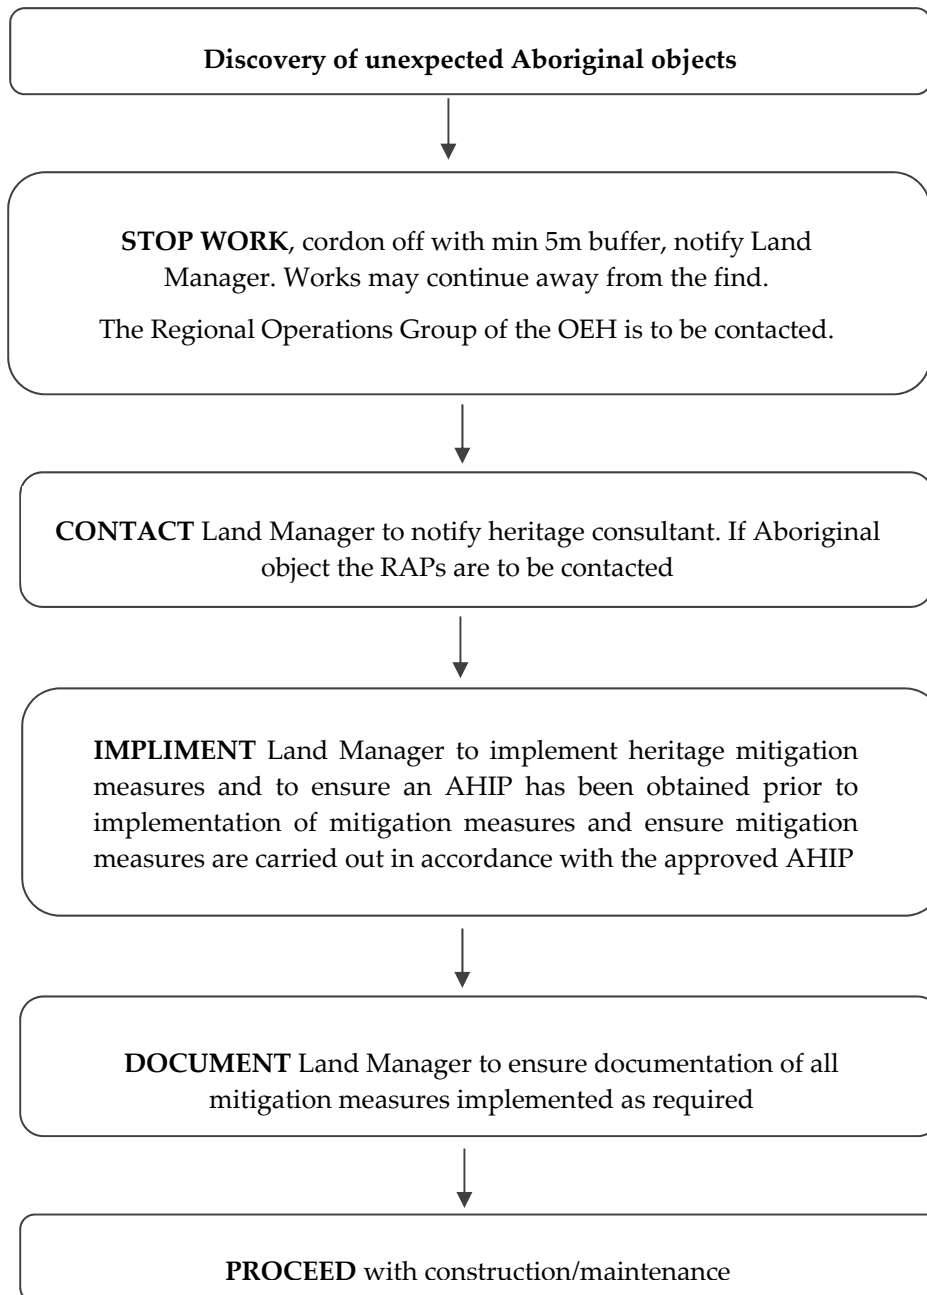 Discovery of unexpected Aboriginal objects
STOP WORK, cordon off with min 5m buffer, notify Land
Manager. Works may continue away from the find.
The Regional Operations Group of the OEH is to be contacted.
CONTACT Land Manager to notify heritage consultant. If Aboriginal
object the RAPs are to be contacted
IMPLIMENT Land Manager to implement heritage mitigation
measures and to ensure an AHIP has been obtained prior to
implementation of mitigation measures and ensure mitigation
measures are carried out in accordance with the approved AHIP
DOCUMENT Land Manager to ensure documentation of all
mitigation measures implemented as required
PROCEED with construction/maintenance